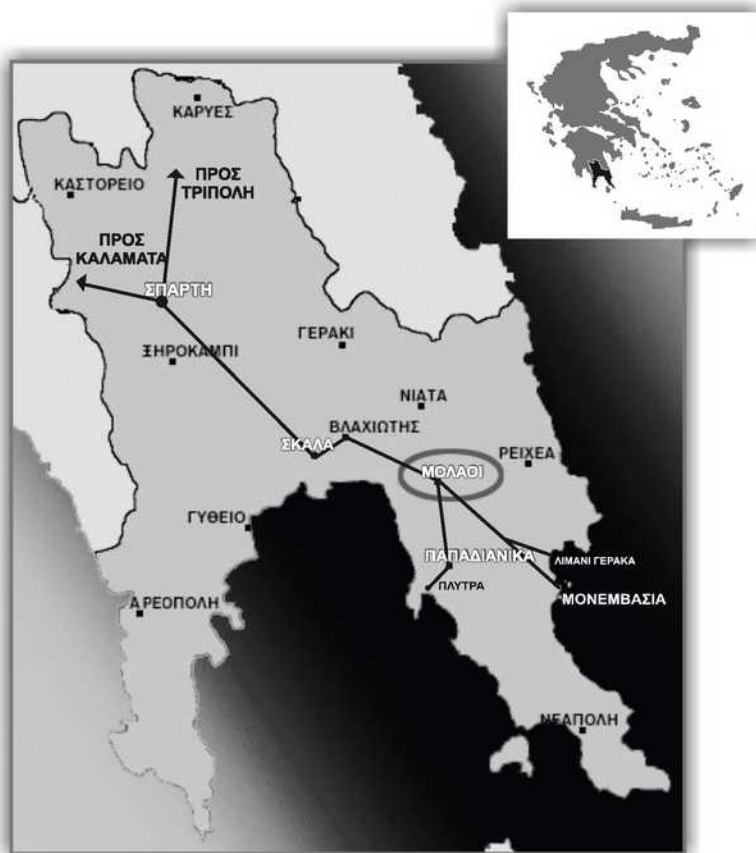 ΚΑΡΥΕΣ
ΚΑΣΤΟΡΕΙΟ
ΠΡΟΣ
ΤΡΙΠΟΛΗ
ΠΡΟΣ
ΚΑΛΑΜΑΤΑ
ΣΠΑΡΤΗ
ΓΕΡΑΚΙ
ΞΗΡΟΚΑΜΠΙ
ΝΙΑΤΑ
ΒΛΑΧΙΩΤΗΣ
ΣΚΑΛΑ
ΡΕΙΧΕΑ
ΜΟΛΑΟΙ
ΓΥΘΕΙΟ
ΠΑΠΑΔΙΑΝΙΚΑ
ΛΙΜΑΝΙ ΓΕΡΑΚΑ
ΠΛΥΤΡΑ
ΜΟΝΕΜΒΑΣΙΑ
ΑΡΕΟΠΟΛΗ
ΝΕΑΠΟΛΗ